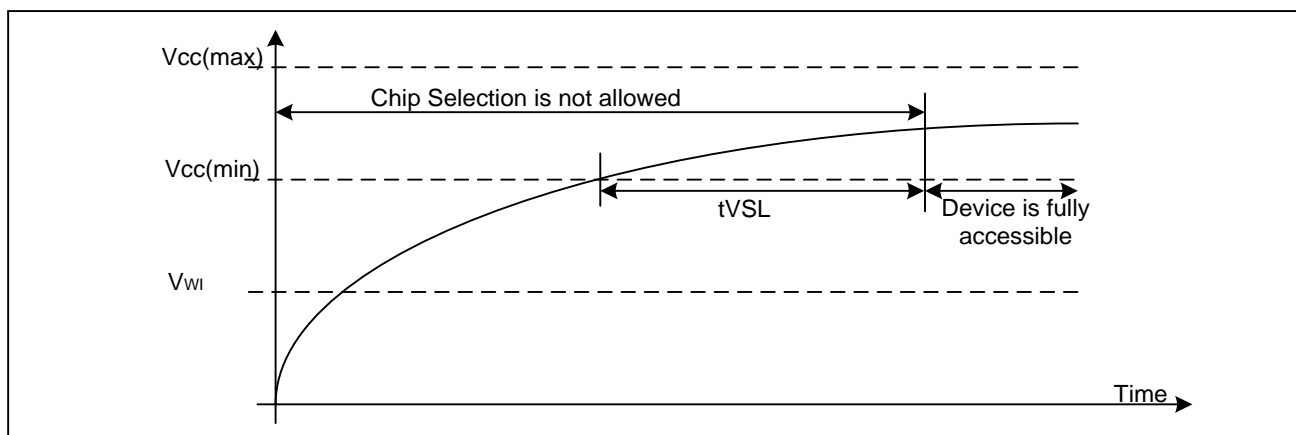 Vcc(max)
Chip Selection is not allowed
Vcc(min)
tVSL
Device is fully
accessible
VWI
Time